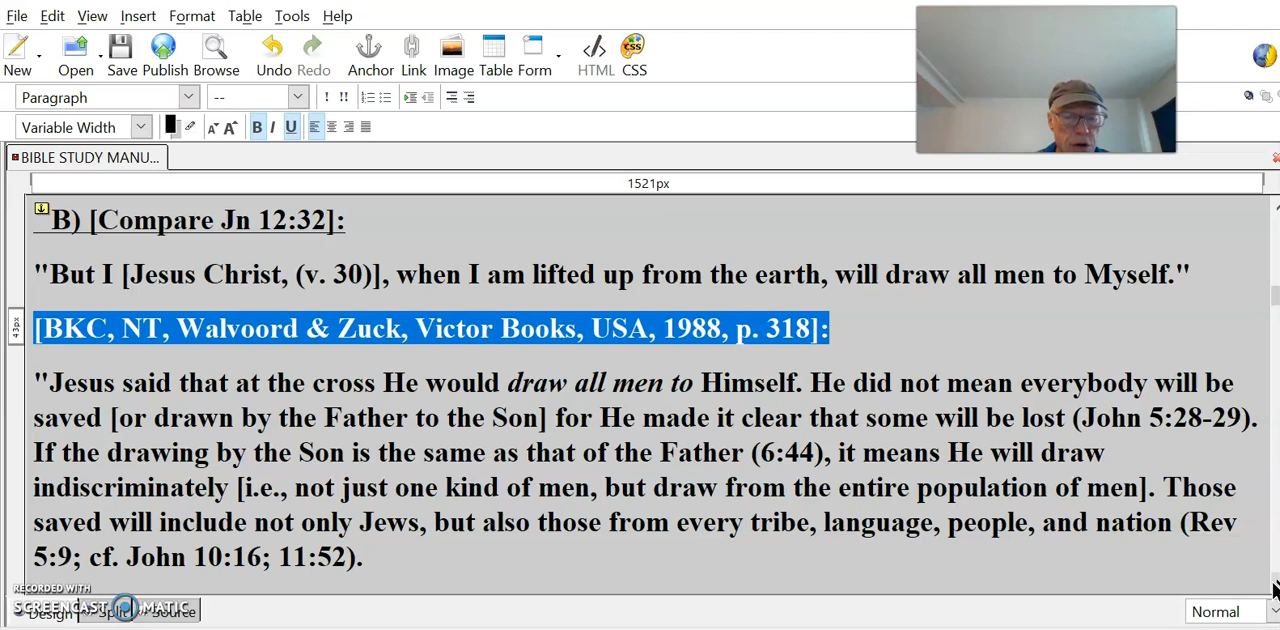 File Edit View Insert Format Table Tools Help
New Open Save Publish Browse Undo Redo Anchor Link Image Table Form HTML CSS
Paragraph -- ! !!
Variable Width A A B I U
BIBLE STUDY MANU...
1521px
43px
B) [Compare Jn 12:32]:
"But I [Jesus Christ, (v. 30)], when I am lifted up from the earth, will draw all men to Myself."
[BKC, NT, Walvoord & Zuck, Victor Books, USA, 1988, p. 318]:
"Jesus said that at the cross He would draw all men to Himself. He did not mean everybody will be
saved [or drawn by the Father to the Son] for He made it clear that some will be lost (John 5:28-29).
If the drawing by the Son is the same as that of the Father (6:44), it means He will draw
indiscriminately [i.e., not just one kind of men, but draw from the entire population of men]. Those
saved will include not only Jews, but also those from every tribe, language, people, and nation (Rev
5:9; cf. John 10:16; 11:52).
RECORDED WITH
SCREENCAST MATIC
Design Split Source
Normal